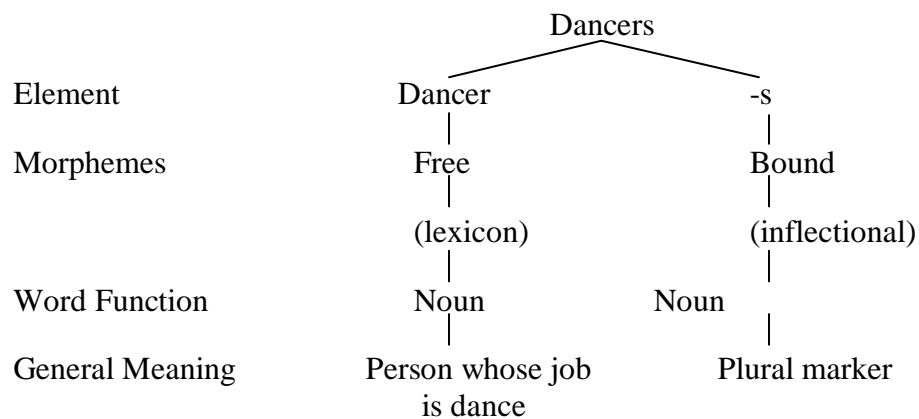 Dancers
Element Dancer -s
Morphemes Free Bound
(lexicon) (inflectional)
Word Function Noun Noun
General Meaning Person whose job Plural marker
is dance